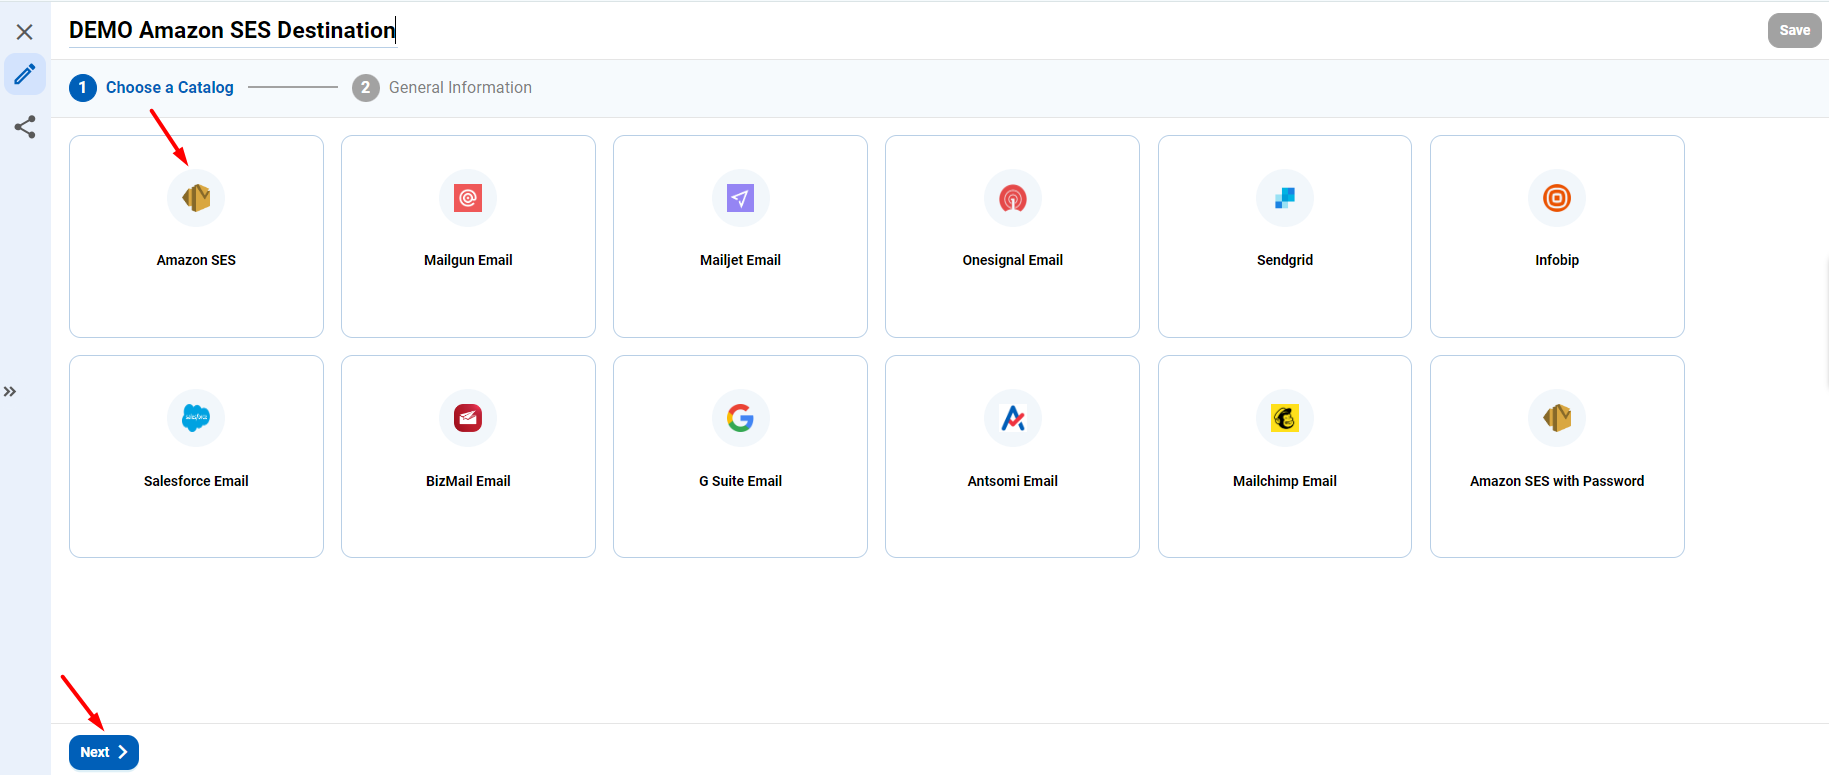 DEMO Amazon SES Destination
Save
1 Choose a Catalog 2 General Information
Amazon SES
Mailgun Email
Mailjet Email
Onesignal Email
Sendgrid
Infobip
Salesforce Email
BizMail Email
G Suite Email
Antsomi Email
Mailchimp Email
Amazon SES with Password
Next